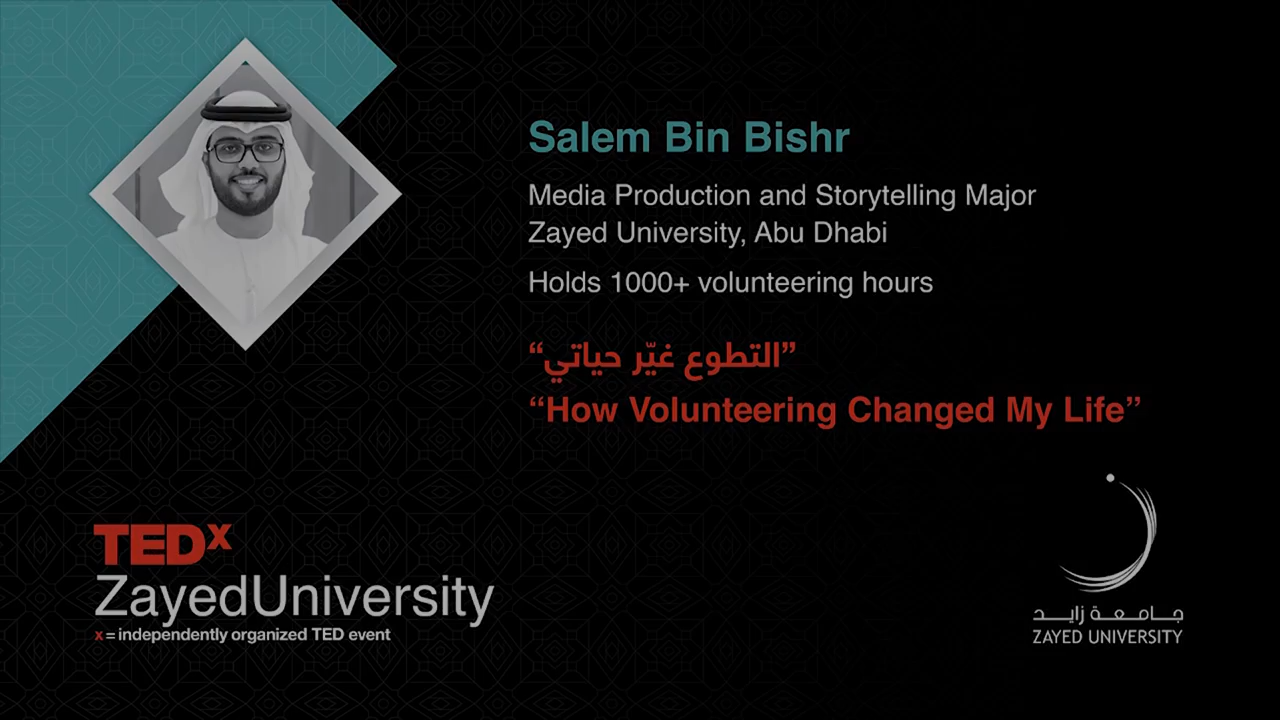 Salem Bin Bishr
Media Production and Storytelling Major
Zayed University, Abu Dhabi
Holds 1000+ volunteering hours
“التطوع غيّر حياتي”
“How Volunteering Changed My Life”
TEDx
ZayedUniversity
x = independently organized TED event
جامعة زايد
ZAYED UNIVERSITY